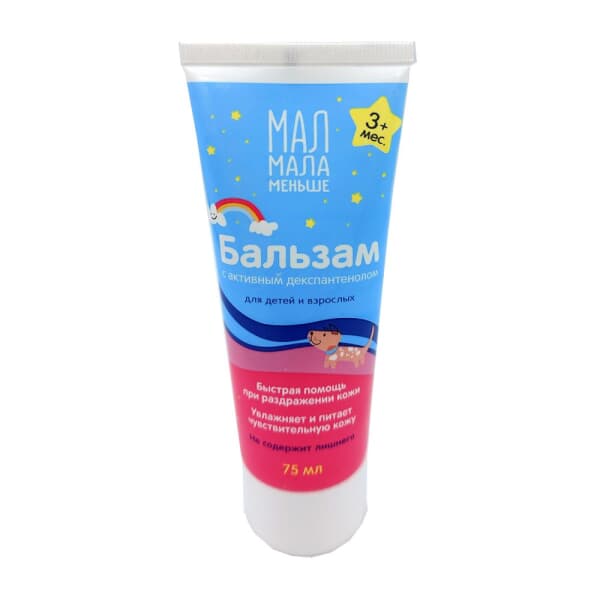 МАЛ
МАЛА
МЕНЬШЕ
3+
мес.
Бальзам
с активным декспантенолом
для детей и взрослых
Быстрая помощь
при раздражении кожи
Увлажняет и питает
чувствительную кожу
Не содержит лишнего
75 мл